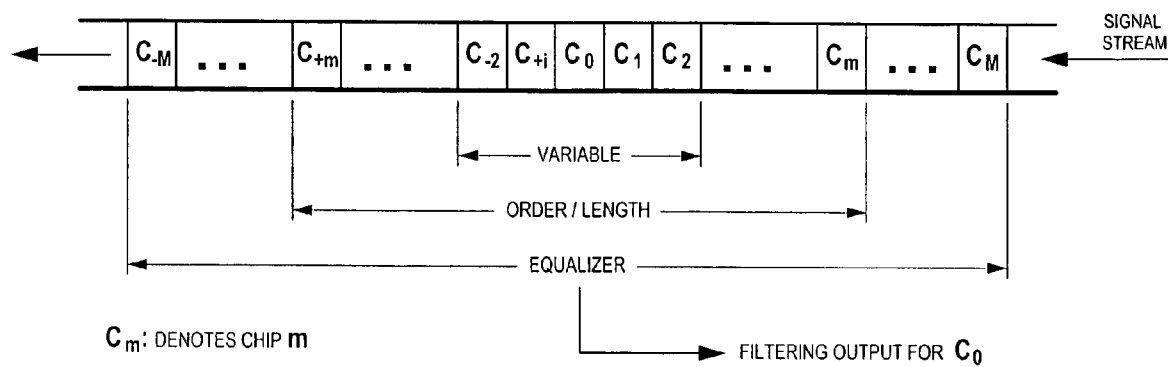 SIGNAL
STREAM
C-M ... C+m ... C-2 C+i C0 C1 C2 ... Cm ... CM
VARIABLE
ORDER / LENGTH
EQUALIZER
Cm: DENOTES CHIP m
FILTERING OUTPUT FOR C0